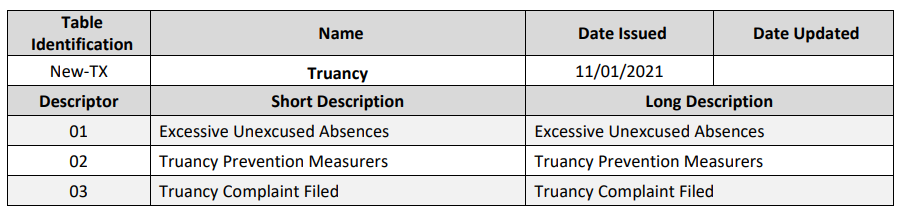 Table Identification Name Date Issued Date Updated
New-TX Truancy 11/01/2021
Descriptor Short Description Long Description
01 Excessive Unexcused Absences Excessive Unexcused Absences
02 Truancy Prevention Measurers Truancy Prevention Measurers
03 Truancy Complaint Filed Truancy Complaint Filed